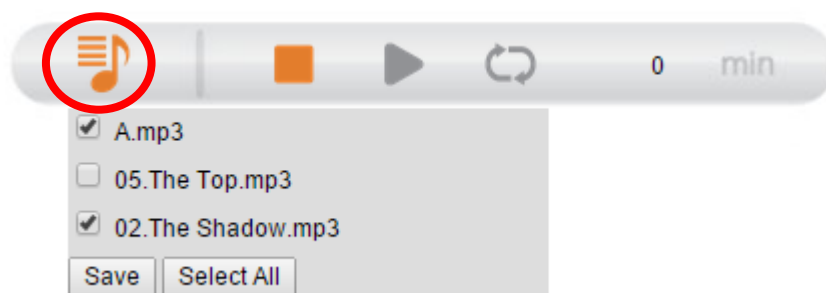 0 min
A.mp3
05.The Top.mp3
02.The Shadow.mp3
Save Select All